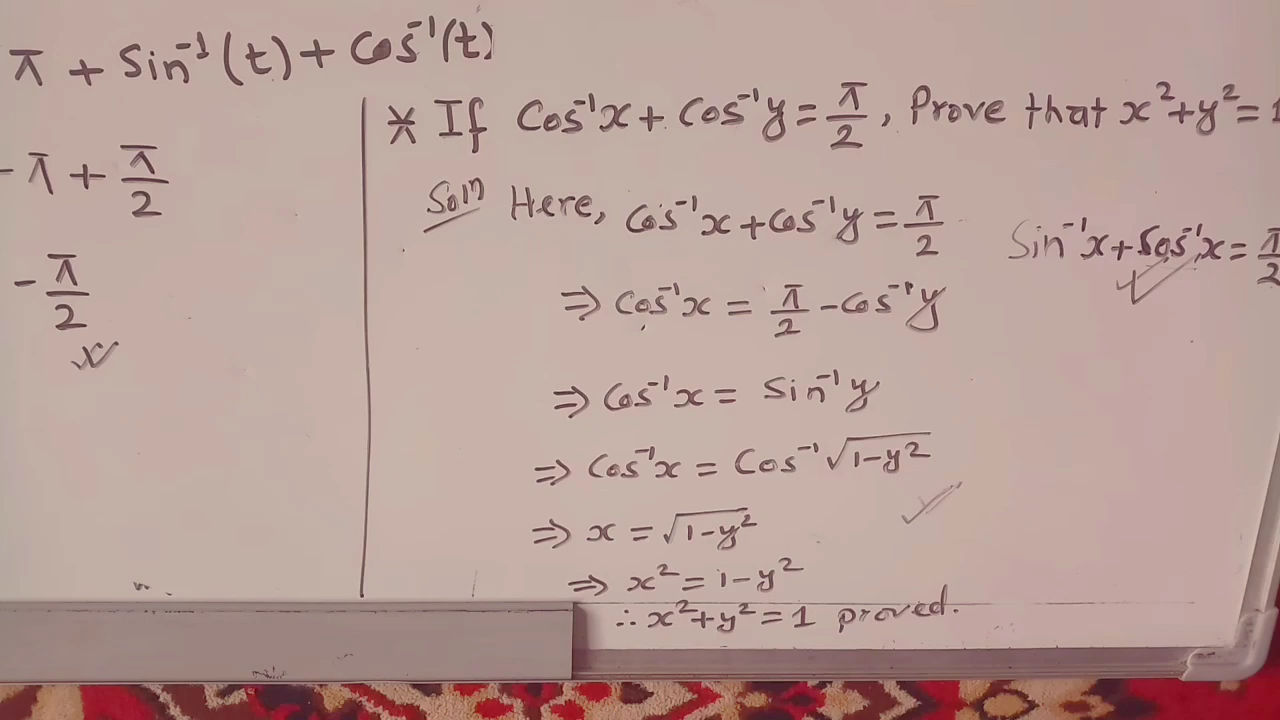 π + Sin⁻¹(t) + Cos⁻¹(t)
- π + π/2
- π/2
* If Cos⁻¹x + Cos⁻¹y = π/2, Prove that x² + y² = 1
Solⁿ Here, Cos⁻¹x + Cos⁻¹y = π/2
Sin⁻¹x + Cos⁻¹x = π/2
⇒ Cos⁻¹x = π/2 - Cos⁻¹y
⇒ Cos⁻¹x = Sin⁻¹y
⇒ Cos⁻¹x = Cos⁻¹√(1-y²)
⇒ x = √(1-y²)
⇒ x² = 1 - y²
∴ x² + y² = 1 proved.